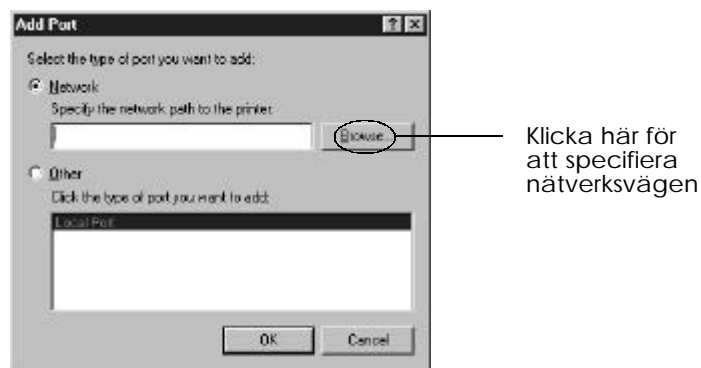 Add Port
Select the type of port you want to add:
Network
Specify the network path to the printer.
Browse...
Klicka här för
att specifiera
nätverksvägen
Other
Click the type of port you want to add:
Local Port
OK
Cancel